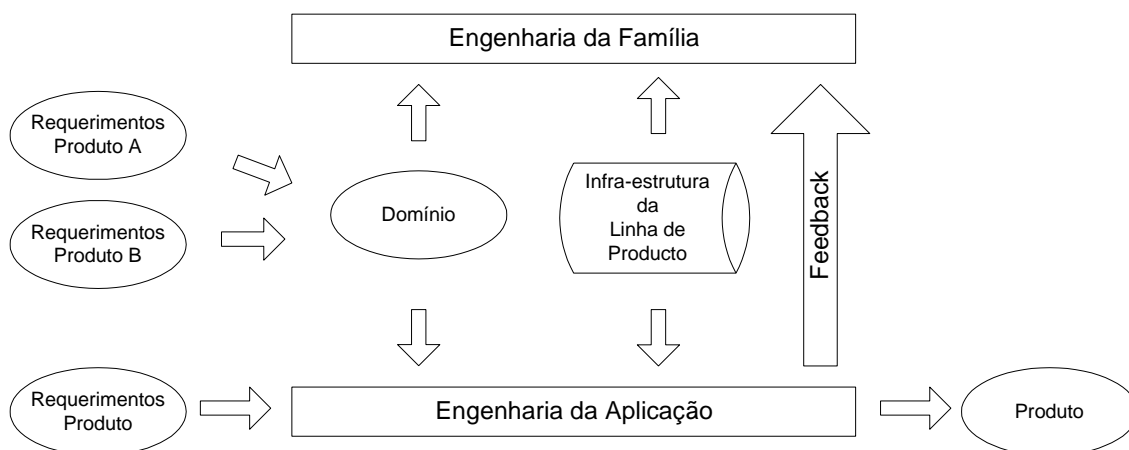 Engenharia da Família
Requerimentos
Produto A
Requerimentos
Produto B
Domínio
Infra-estrutura
da
Linha de
Producto
Feedback
Requerimentos
Produto
Engenharia da Aplicação
Produto